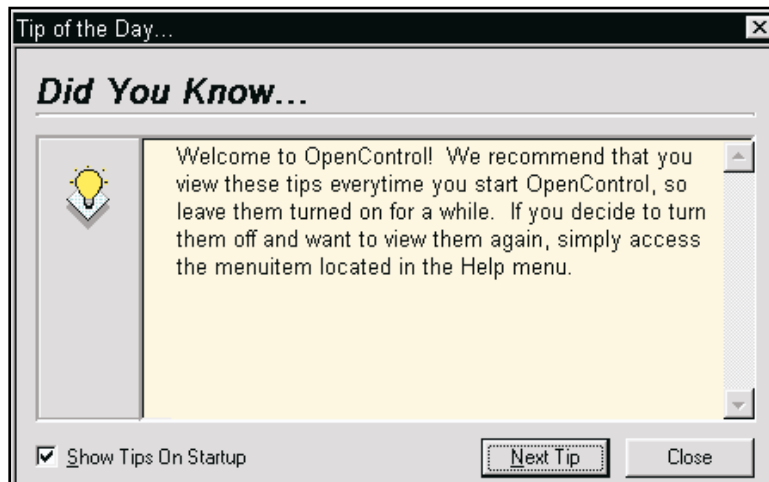 Tip of the Day...
Did You Know...
Welcome to OpenControl!  We recommend that you
view these tips everytime you start OpenControl, so
leave them turned on for a while.  If you decide to turn
them off and want to view them again, simply access
the menuitem located in the Help menu.
Show Tips On Startup
Next Tip
Close